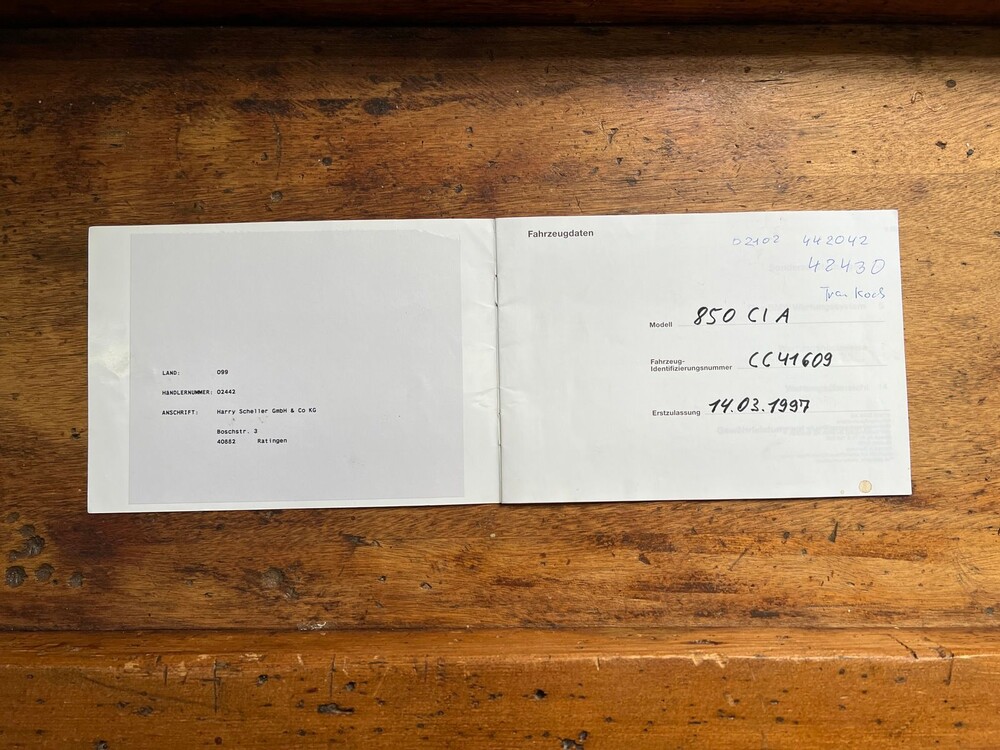 LAND: 099
HÄNDLERNUMMER: 02442
ANSCHRIFT: Harry Scheller GmbH & Co KG
Boschstr. 3
40882 Ratingen
Fahrzeugdaten
02102 442042
42430
Koch
Modell 850 CI A
Fahrzeug-
Identifizierungsnummer CC41609
Erstzulassung 14.03.1997